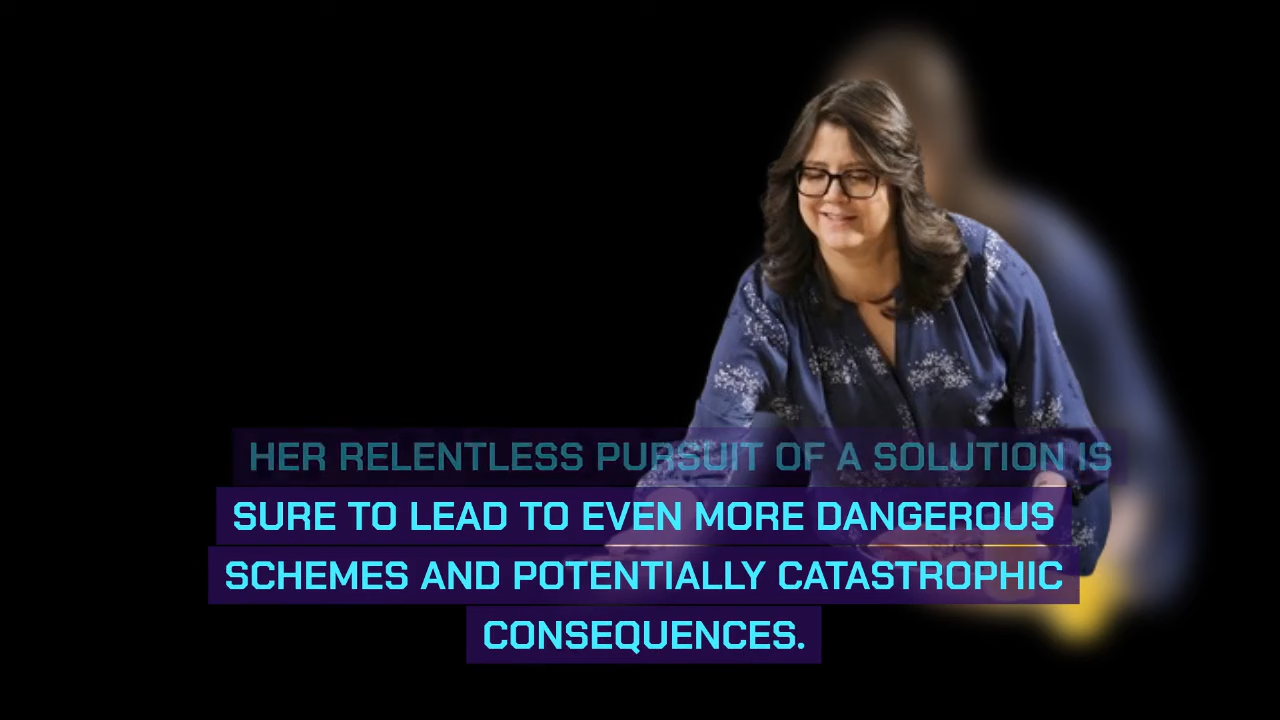 HER RELENTLESS PURSUIT OF A SOLUTION IS
SURE TO LEAD TO EVEN MORE DANGEROUS
SCHEMES AND POTENTIALLY CATASTROPHIC
CONSEQUENCES.